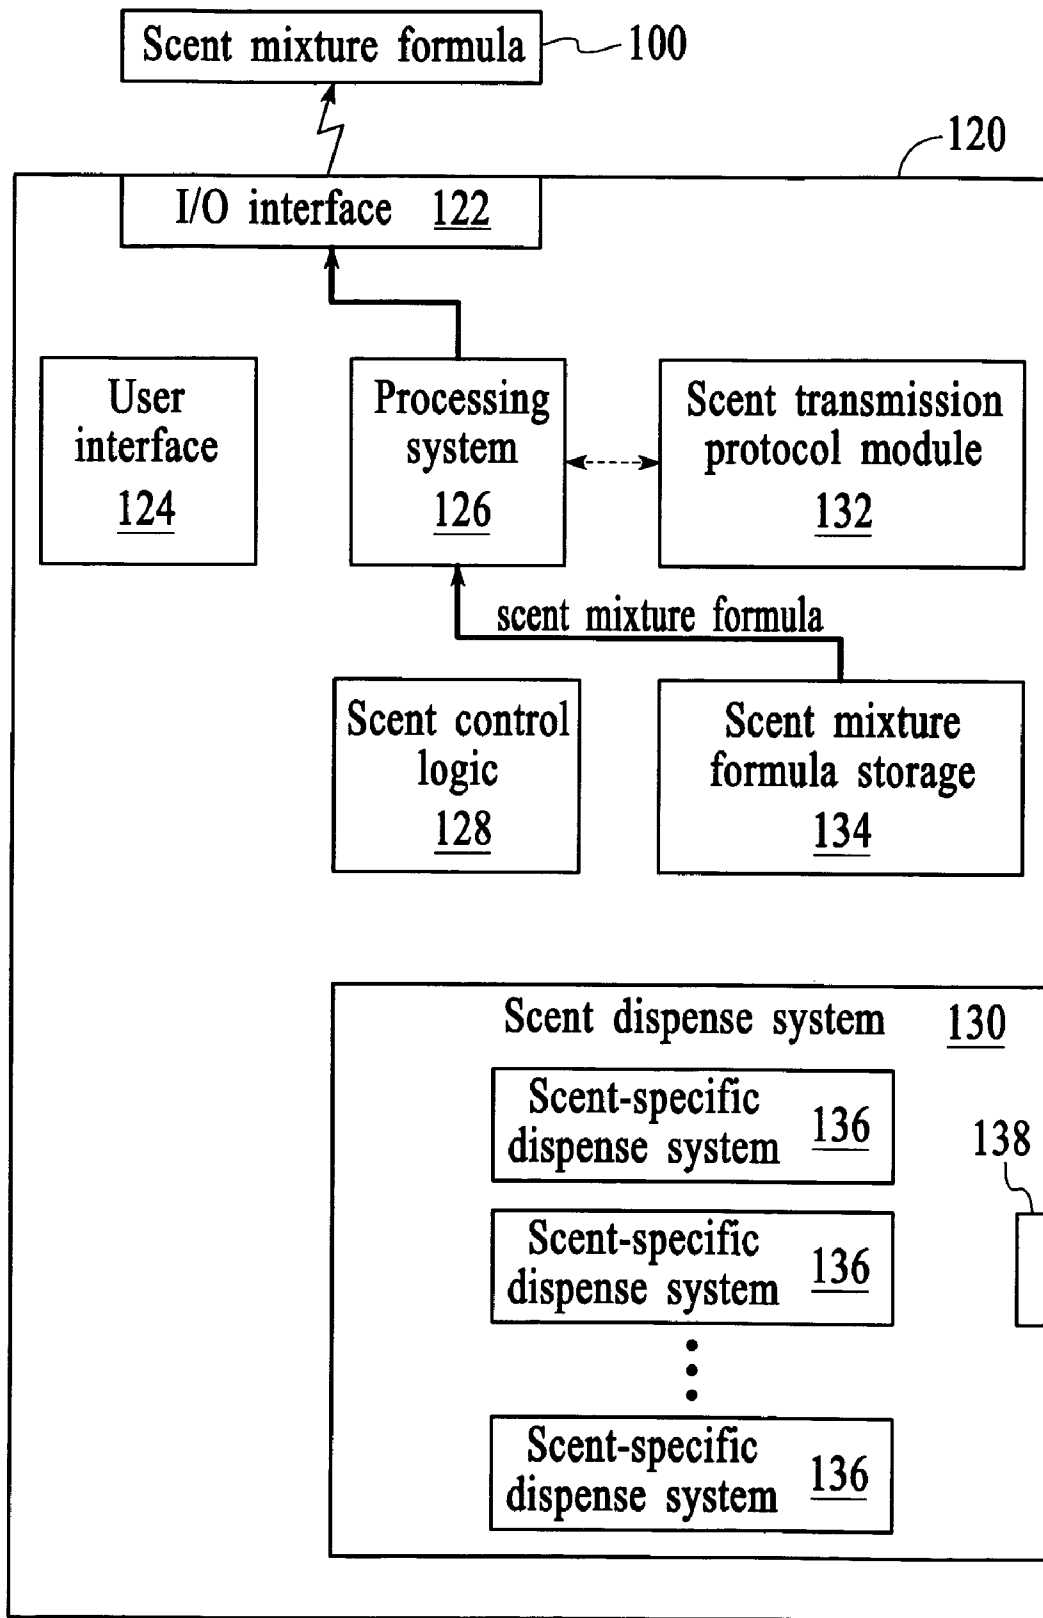 Scent mixture formula
100
120
I/O interface 122
User
interface
124
Processing
system
126
Scent transmission
protocol module
132
scent mixture formula
Scent control
logic
128
Scent mixture
formula storage
134
Scent dispense system 130
Scent-specific
dispense system 136
138
Scent-specific
dispense system 136
Scent-specific
dispense system 136